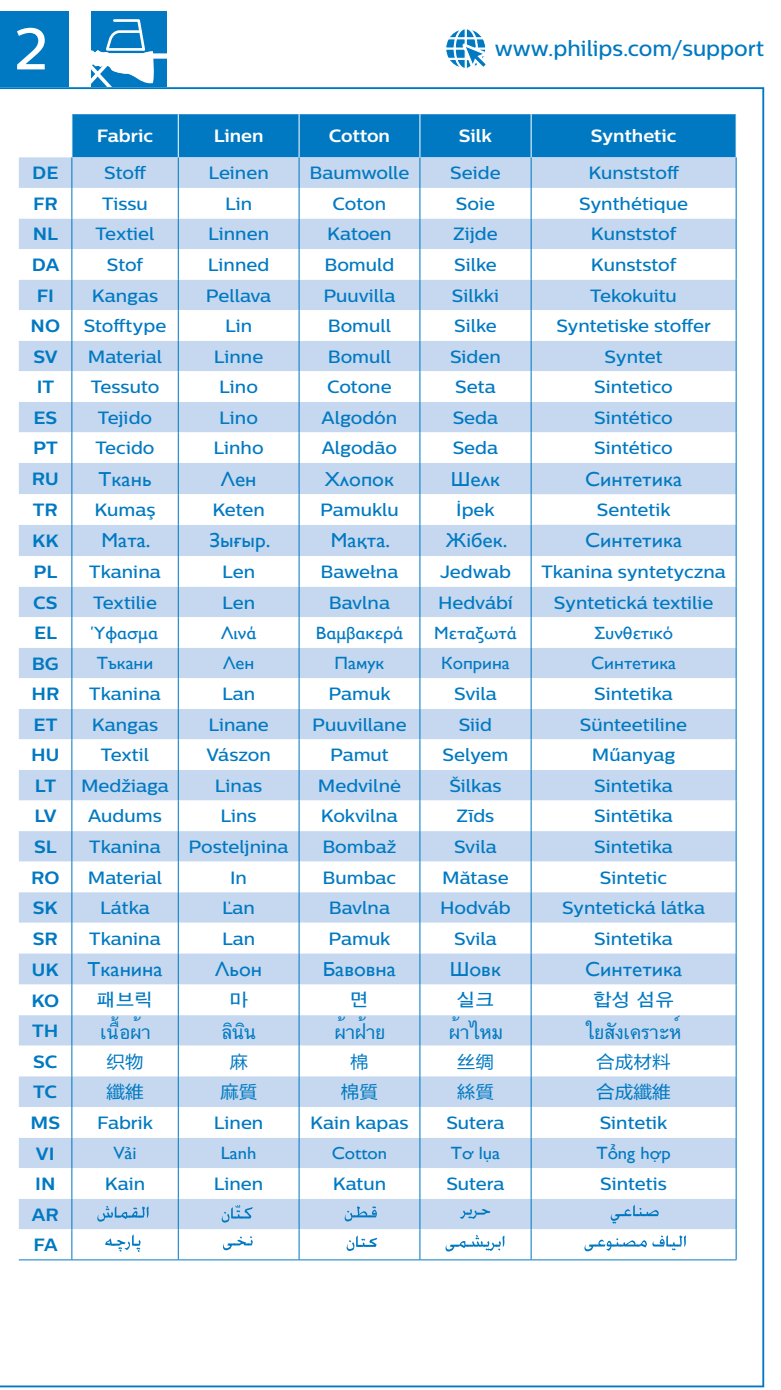 2 www.philips.com/support
Fabric Linen Cotton Silk Synthetic
DE Stoff Leinen Baumwolle Seide Kunststoff
FR Tissu Lin Coton Soie Synthétique
NL Textiel Linnen Katoen Zijde Kunststof
DA Stof Linned Bomuld Silke Kunststof
FI Kangas Pellava Puuvilla Silkki Tekokuitu
NO Stofftype Lin Bomull Silke Syntetiske stoffer
SV Material Linne Bomull Siden Syntet
IT Tessuto Lino Cotone Seta Sintetico
ES Tejido Lino Algodón Seda Sintético
PT Tecido Linho Algodão Seda Sintético
RU Ткань Лен Хлопок Шелк Синтетика
TR Kumaş Keten Pamuklu İpek Sentetik
KK Мата. Зығыр. Мақта. Жібек. Синтетика
PL Tkanina Len Bawełna Jedwab Tkanina syntetyczna
CS Textilie Len Bavlna Hedvábí Syntetická textilie
EL Ύφασμα Λινά Βαμβακερά Μεταξωτά Συνθετικό
BG Тъкани Лен Памук Коприна Синтетика
HR Tkanina Lan Pamuk Svila Sintetika
ET Kangas Linane Puuvillane Siid Sünteetiline
HU Textil Vászon Pamut Selyem Műanyag
LT Medžiaga Linas Medvilnė Šilkas Sintetika
LV Audums Lins Kokvilna Zīds Sintētika
SL Tkanina Posteljnina Bombaž Svila Sintetika
RO Material In Bumbac Mătase Sintetic
SK Látka Ľan Bavlna Hodváb Syntetická látka
SR Tkanina Lan Pamuk Svila Sintetika
UK Тканина Льон Бавовна Шовк Синтетика
KO 패브릭 마 면 실크 합성 섬유
TH เนื้อผ้า ลินิน ผ้าฝ้าย ผ้าไหม ใยสังเคราะห์
SC 织物 麻 棉 丝绸 合成材料
TC 纖維 麻質 棉質 絲質 合成纖維
MS Fabrik Linen Kain kapas Sutera Sintetik
VI Vải Lanh Cotton Tơ lụa Tổng hợp
IN Kain Linen Katun Sutera Sintetis
AR القماش كتّان قطن حرير صناعي
FA پارچه نخی کتان ابریشمی الیاف مصنوعی